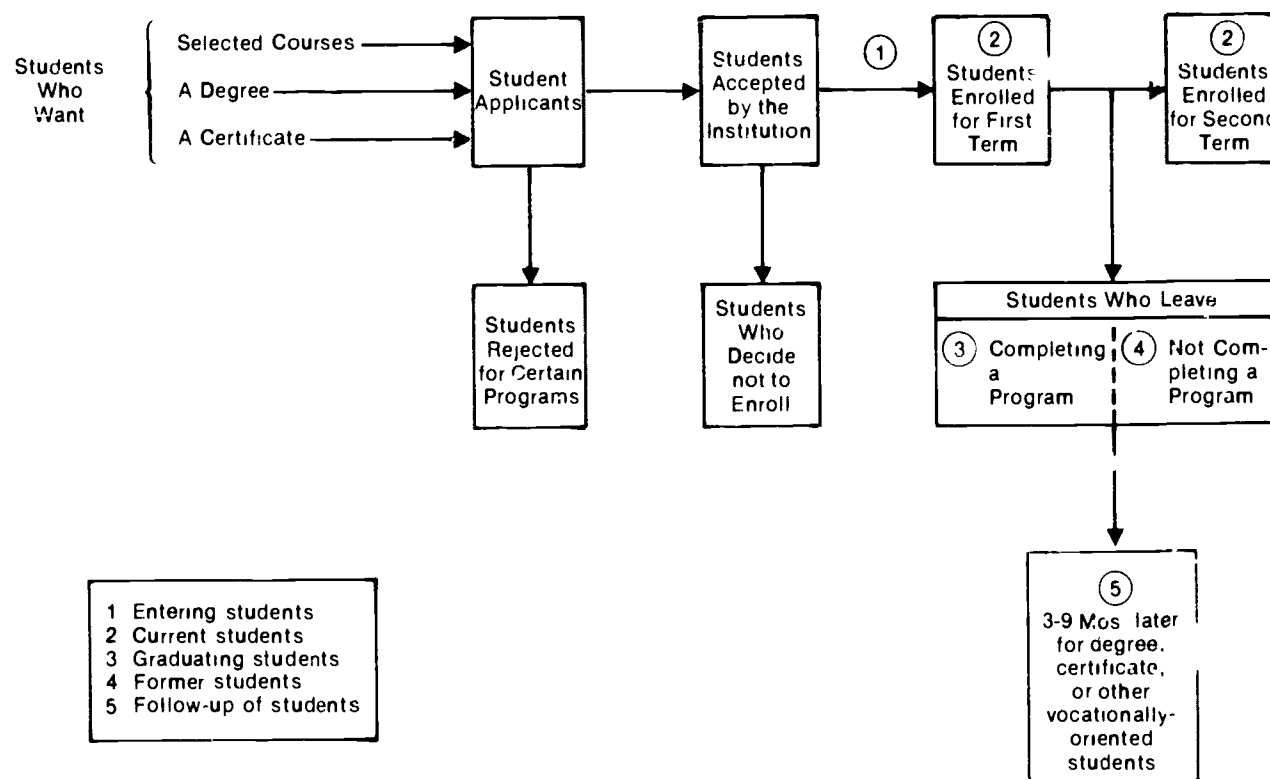 Students
Who
Want
Selected Courses
A Degree
A Certificate
Student
Applicants
Students
Accepted
by the
Institution
1
2
Students
Enrolled
for First
Term
2
Students
Enrolled
for Second
Term
Students
Rejected
for Certain
Programs
Students
Who
Decide
not to
Enroll
Students Who Leave
3 Completing
a
Program
4 Not Com-
pleting a
Program
5
3-9 Mos later
for degree,
certificate,
or other
vocationally-
oriented
students
1 Entering students
2 Current students
3 Graduating students
4 Former students
5 Follow-up of students